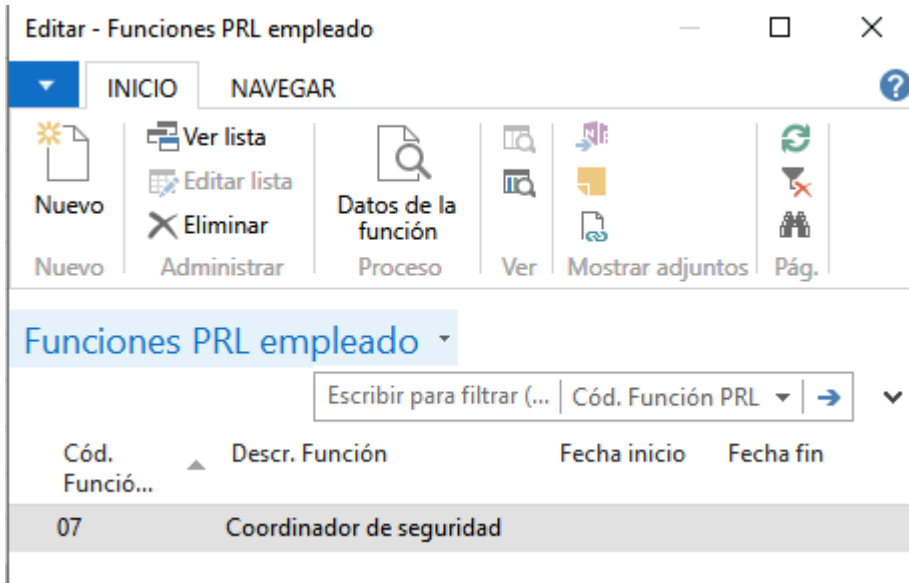 Editar - Funciones PRL empleado
INICIO NAVEGAR
Nuevo
Ver lista
Editar lista
Eliminar
Datos de la
función
Nuevo Administrar Proceso Ver Mostrar adjuntos Pág.
Funciones PRL empleado
Escribir para filtrar (... Cód. Función PRL
Cód. Descr. Función Fecha inicio Fecha fin
Funció...
07 Coordinador de seguridad